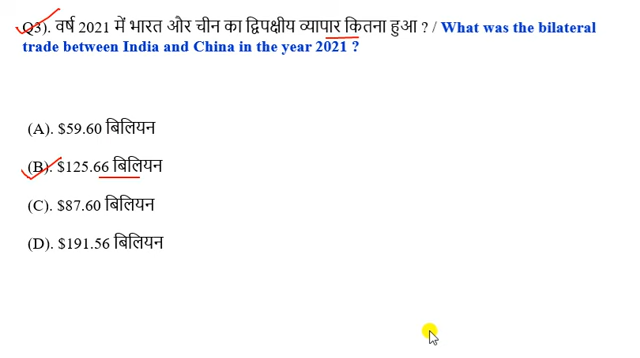 Q3). वर्ष 2021 में भारत और चीन का द्विपक्षीय व्यापार कितना हुआ ? / What was the bilateral
trade between India and China in the year 2021 ?
(A). $59.60 बिलियन
(B). $125.66 बिलियन
(C). $87.60 बिलियन
(D). $191.56 बिलियन